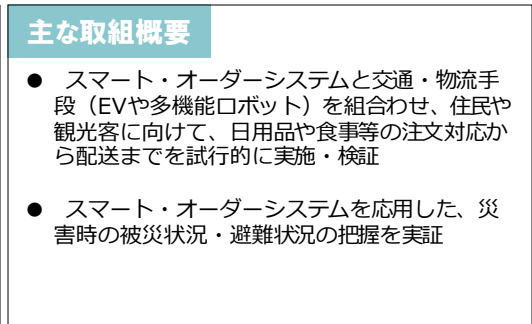 主な取組概要
● スマート・オーダーシステムと交通・物流手
段（EVや多機能ロボット）を組合わせ、住民や
観光客に向けて、日用品や食事等の注文対応か
ら配送までを試行的に実施・検証
● スマート・オーダーシステムを応用した、災
害時の被災状況・避難状況の把握を実証